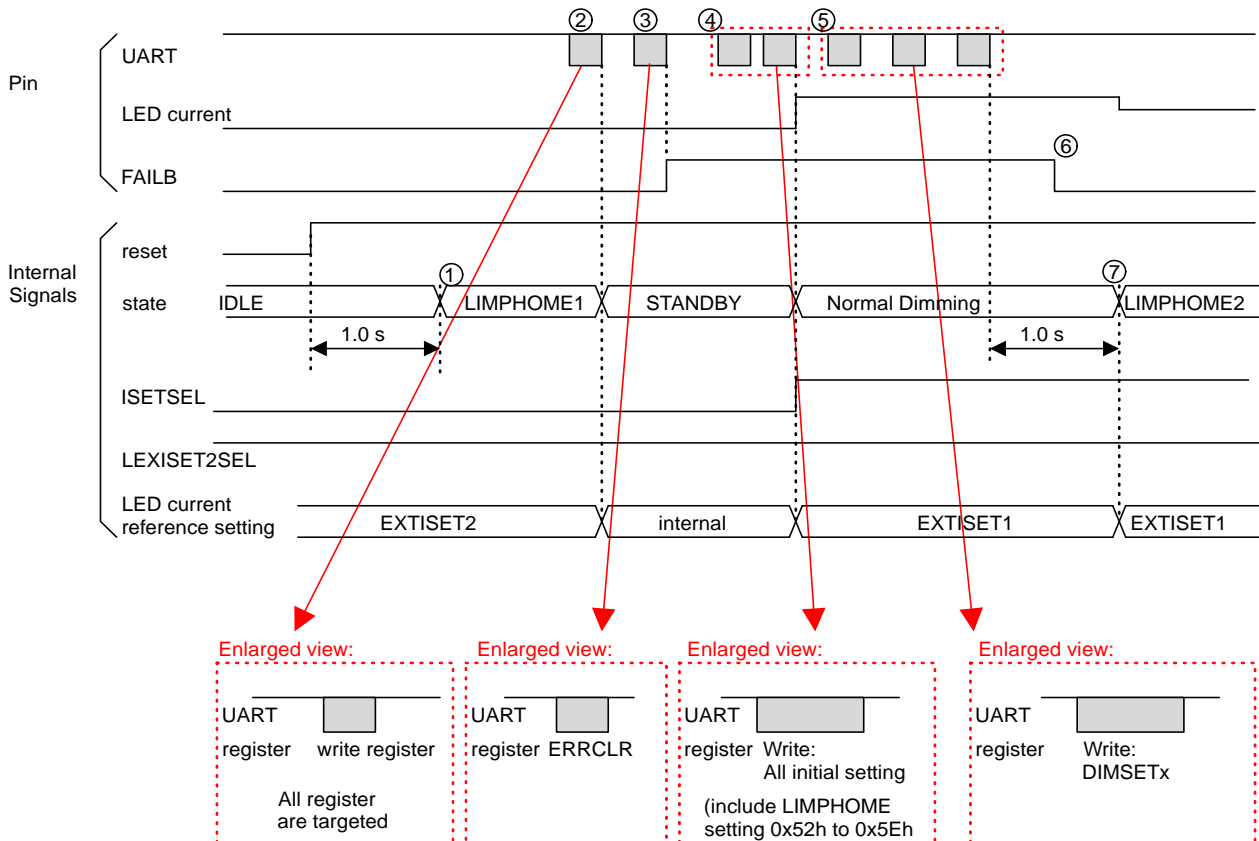 ② ③ ④ ⑤
UART
Pin
LED current
⑥
FAILB
reset
Internal
Signals
① ⑦
state IDLE LIMPHOME1 STANDBY Normal Dimming LIMPHOME2
1.0 s 1.0 s
ISETSEL
LEXISET2SEL
LED current
reference setting EXTISET2 internal EXTISET1 EXTISET1
Enlarged view:
UART
register write register
All register
are targeted
Enlarged view:
UART
register ERRCLR
Enlarged view:
UART
register Write:
All initial setting
(include LIMPHOME
setting 0x52h to 0x5Eh
Enlarged view:
UART
register Write:
DIMSETx